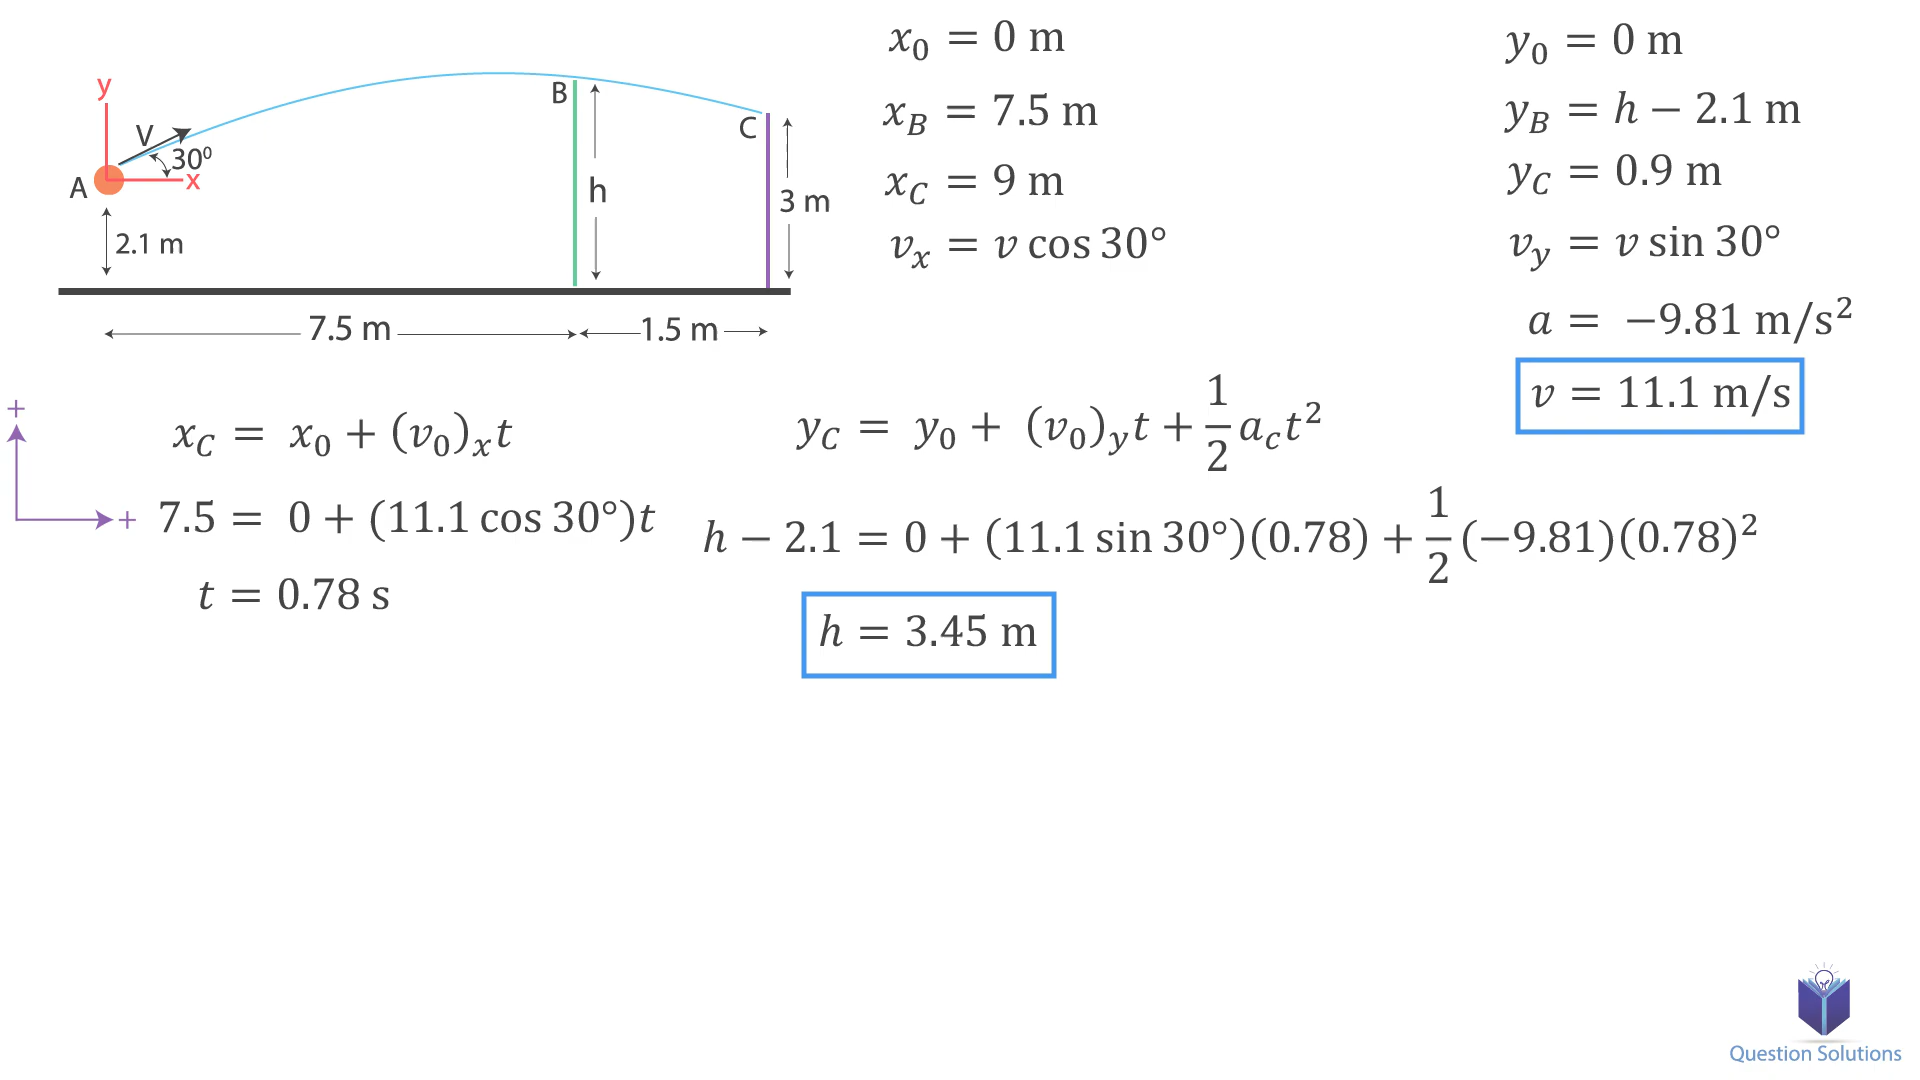 y
V
30⁰
A
x
2.1 m
B
h
C
3 m
7.5 m
1.5 m
x₀ = 0 m
x_B = 7.5 m
x_C = 9 m
v_x = v cos 30°
y₀ = 0 m
y_B = h − 2.1 m
y_C = 0.9 m
v_y = v sin 30°
a = −9.81 m/s²
v = 11.1 m/s
+
+
x_C = x₀ + (v₀)_x t
7.5 = 0 + (11.1 cos 30°)t
t = 0.78 s
y_C = y₀ + (v₀)_y t + 1/2 a_c t²
h − 2.1 = 0 + (11.1 sin 30°)(0.78) + 1/2 (−9.81)(0.78)²
h = 3.45 m
Question Solutions